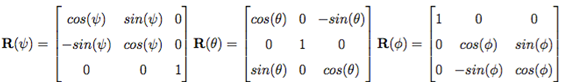 R(ψ) = [ cos(ψ) sin(ψ) 0 ; −sin(ψ) cos(ψ) 0 ; 0 0 1 ] R(θ) = [ cos(θ) 0 −sin(θ) ; 0 1 0 ; sin(θ) 0 cos(θ) ] R(ϕ) = [ 1 0 0 ; 0 cos(ϕ) sin(ϕ) ; 0 −sin(ϕ) cos(ϕ) ]